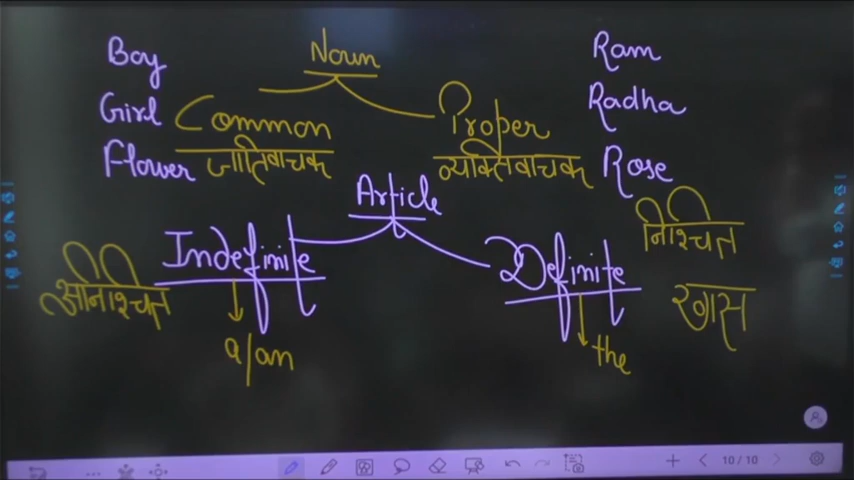 Boy Noun Ram
Girl Common Proper Radha
Flower जातिवाचक व्यक्तिवाचक Rose
Article
Indefinite Definite निश्चित
अनिश्चित खास
a/an the
10/10